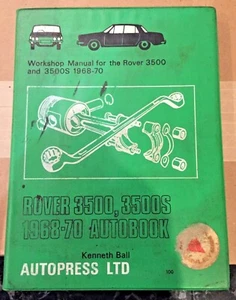 Workshop Manual for the Rover 3500
and 3500S 1968-70
ROVER 3500, 3500S
1968-70 AUTOBOOK
Kenneth Ball
AUTOPRESS LTD